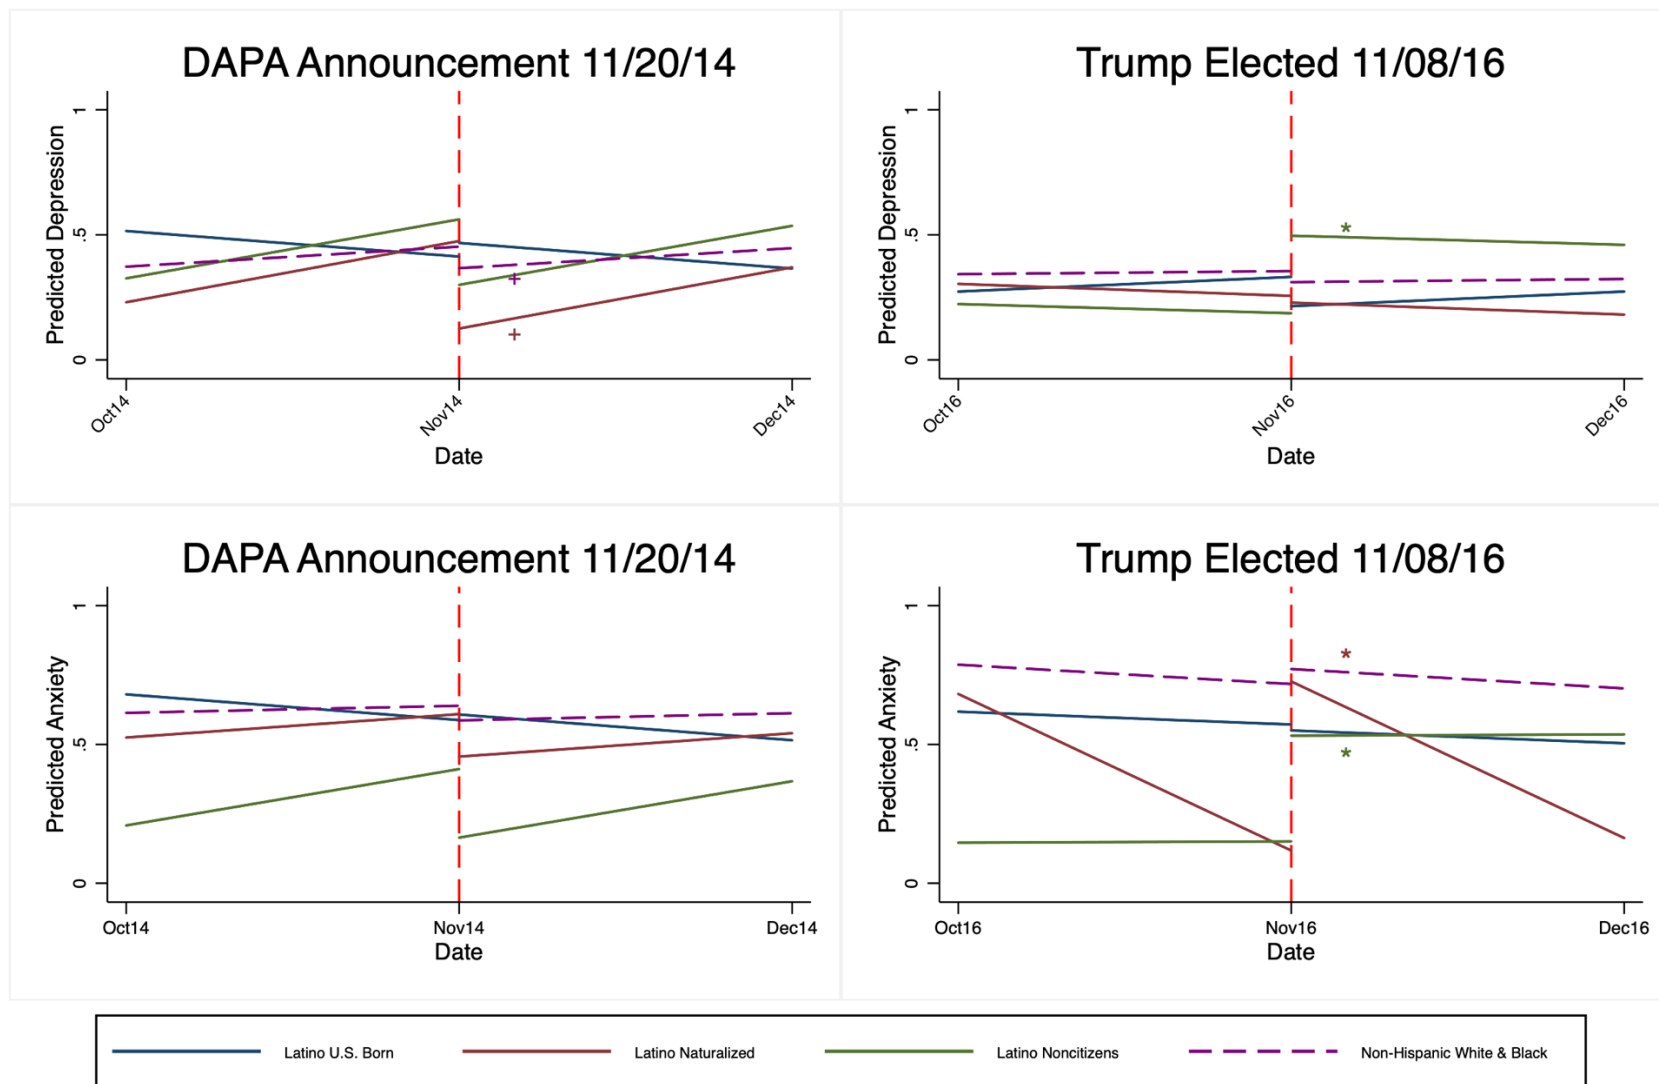 DAPA Announcement 11/20/14
Predicted Depression
1
.5
0
Oct14
Nov14
Dec14
Date
+
+
Trump Elected 11/08/16
Predicted Depression
1
.5
0
Oct16
Nov16
Dec16
Date
*
DAPA Announcement 11/20/14
Predicted Anxiety
1
.5
0
Oct14
Nov14
Dec14
Date
Trump Elected 11/08/16
Predicted Anxiety
1
.5
0
Oct16
Nov16
Dec16
Date
*
*
Latino U.S. Born
Latino Naturalized
Latino Noncitizens
Non-Hispanic White & Black